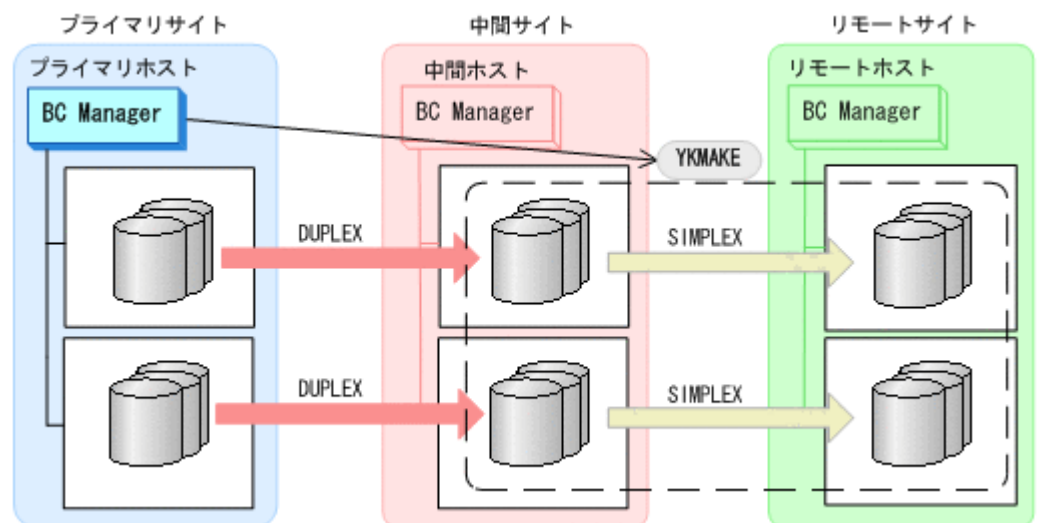 プライマリサイト
中間サイト
リモートサイト
プライマリホスト
中間ホスト
リモートホスト
BC Manager
BC Manager
BC Manager
YKMAKE
DUPLEX
SIMPLEX
DUPLEX
SIMPLEX